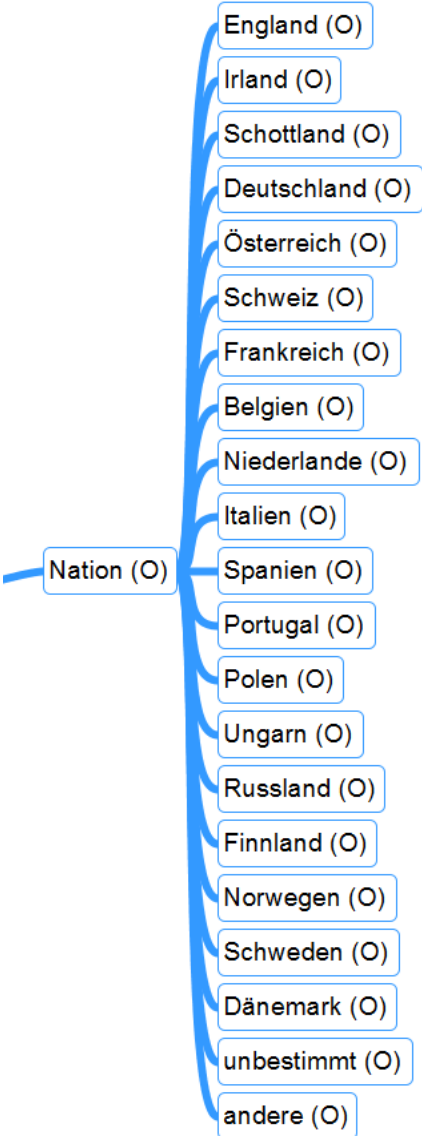 England (O)
Irland (O)
Schottland (O)
Deutschland (O)
Österreich (O)
Schweiz (O)
Frankreich (O)
Belgien (O)
Niederlande (O)
Italien (O)
Nation (O)
Spanien (O)
Portugal (O)
Polen (O)
Ungarn (O)
Russland (O)
Finnland (O)
Norwegen (O)
Schweden (O)
Dänemark (O)
unbestimmt (O)
andere (O)